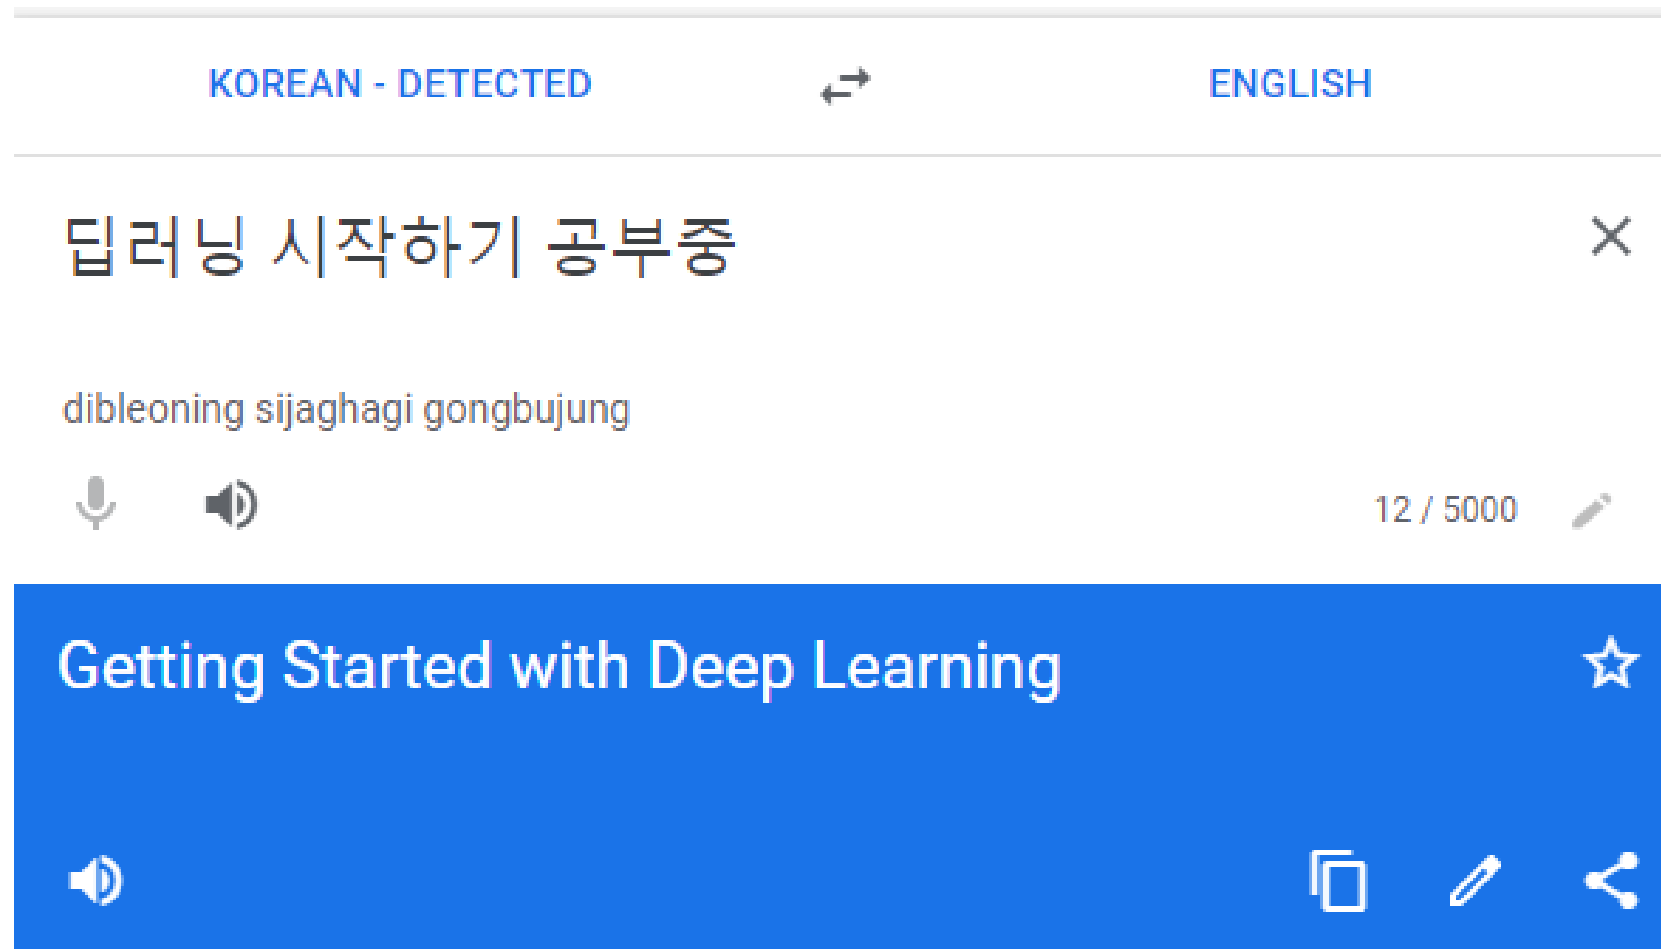 KOREAN - DETECTED ENGLISH
딥러닝 시작하기 공부중
dibleoning sijaghagi gongbujung
12 / 5000
Getting Started with Deep Learning